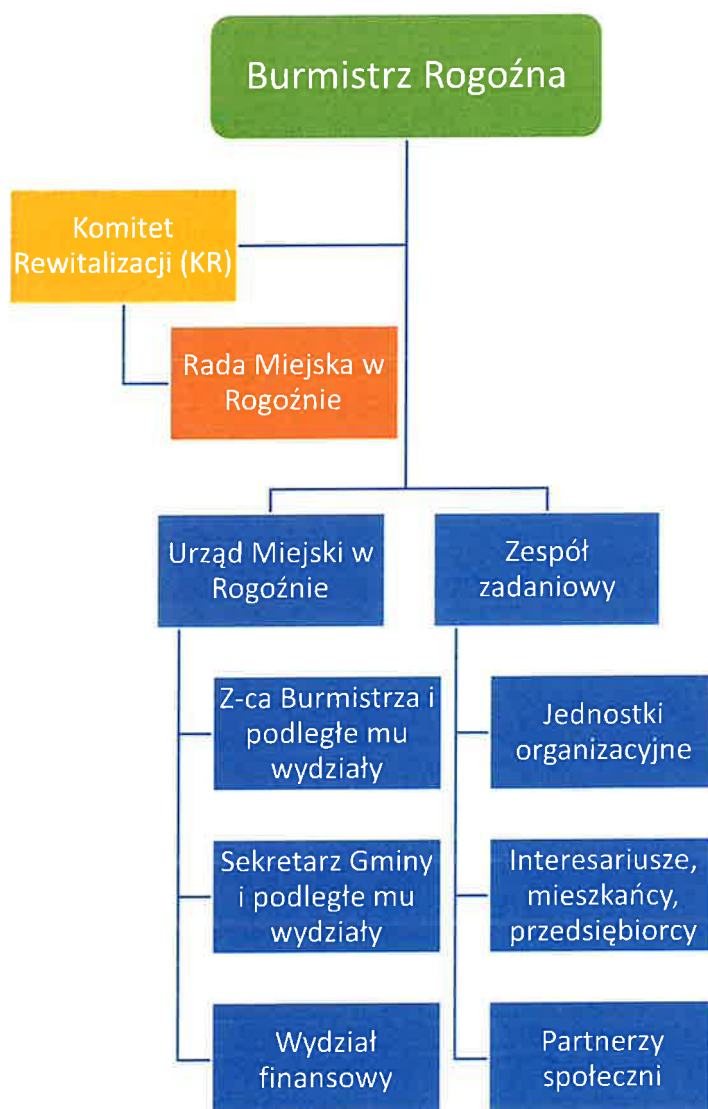 Burmistrz Rogoźna
Komitet
Rewitalizacji (KR)
Rada Miejska w
Rogoźnie
Urząd Miejski w
Rogoźnie
Zespół
zadaniowy
Z-ca Burmistrza i
podległe mu
wydziały
Jednostki
organizacyjne
Sekretarz Gminy
i podległe mu
wydziały
Interesariusze,
mieszkańcy,
przedsiębiorcy
Wydział
finansowy
Partnerzy
społeczni